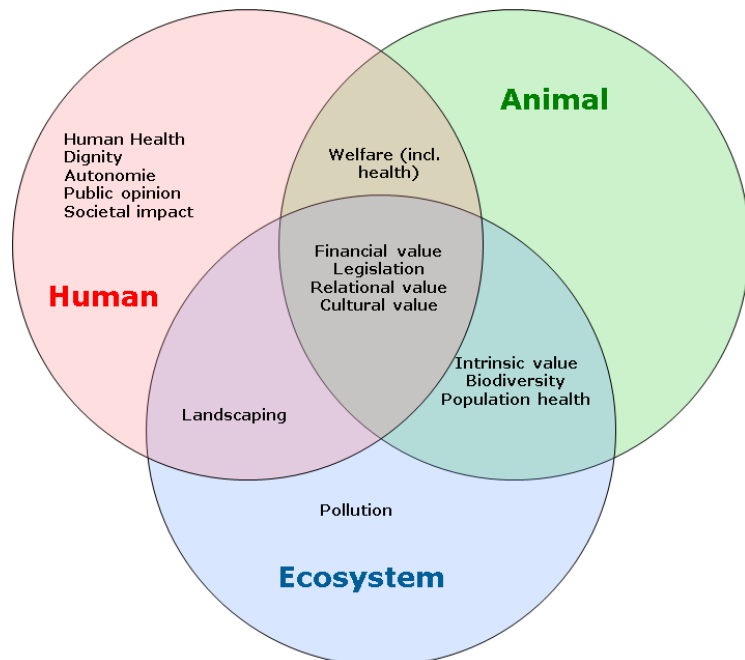 Animal
Human Health
Dignity
Autonomie
Public opinion
Societal impact
Welfare (incl.
health)
Financial value
Legislation
Relational value
Cultural value
Human
Intrinsic value
Biodiversity
Population health
Landscaping
Pollution
Ecosystem